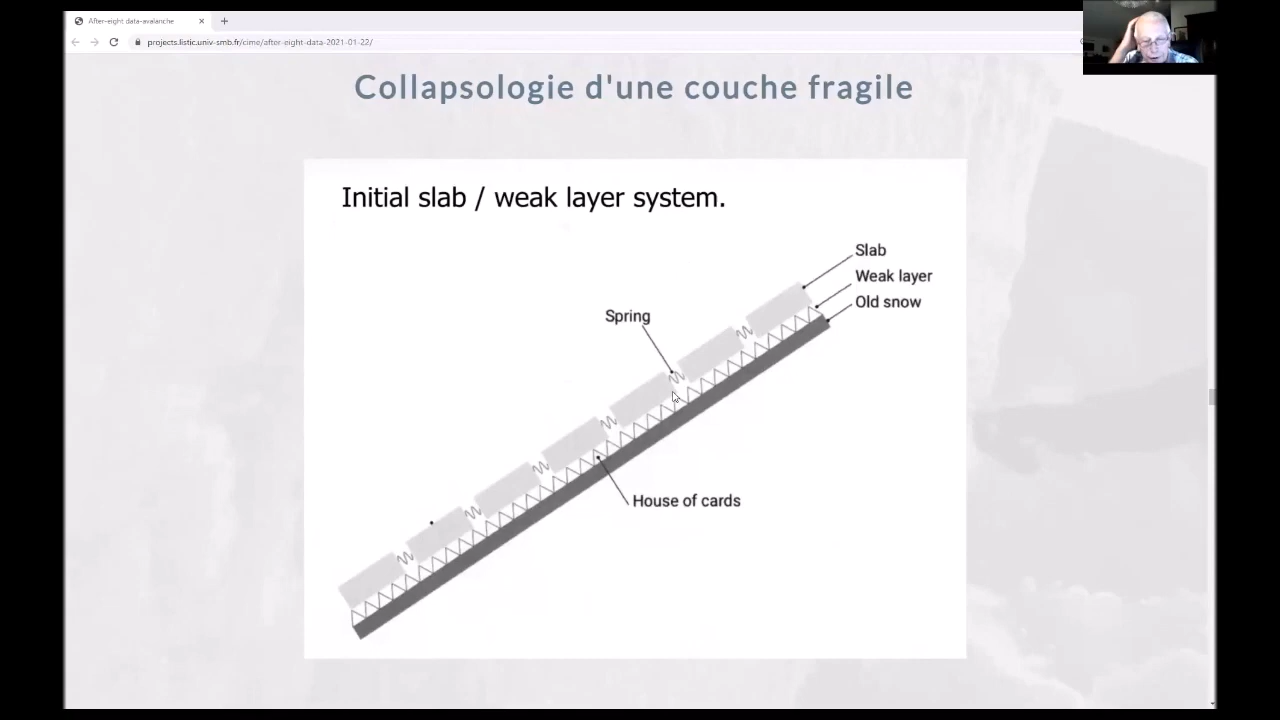 After-eight data-avalanche
projects.listic.univ-smb.fr/cime/after-eight-data-2021-01-22/
Collapsologie d'une couche fragile
Initial slab / weak layer system.
Slab
Weak layer
Old snow
Spring
House of cards